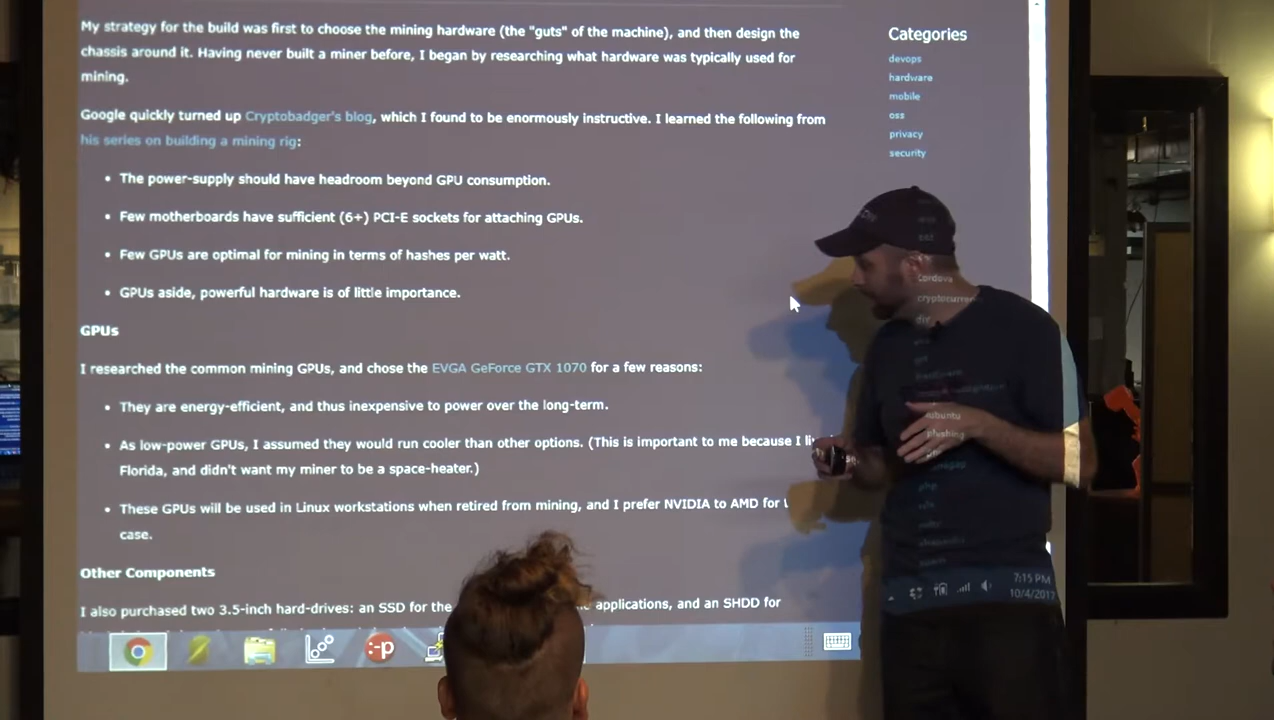 My strategy for the build was first to choose the mining hardware (the "guts" of the machine), and then design the
chassis around it. Having never built a miner before, I began by researching what hardware was typically used for
mining.
Google quickly turned up Cryptobadger's blog, which I found to be enormously instructive. I learned the following from
his series on building a mining rig:
• The power-supply should have headroom beyond GPU consumption.
• Few motherboards have sufficient (6+) PCI-E sockets for attaching GPUs.
• Few GPUs are optimal for mining in terms of hashes per watt.
• GPUs aside, powerful hardware is of little importance.
GPUs
I researched the common mining GPUs, and chose the EVGA GeForce GTX 1070 for a few reasons:
• They are energy-efficient, and thus inexpensive to power over the long-term.
• As low-power GPUs, I assumed they would run cooler than other options. (This is important to me because I
Florida, and didn't want my miner to be a space-heater.)
• These GPUs will be used in Linux workstations when retired from mining, and I prefer NVIDIA to AMD for
case.
Other Components
I also purchased two 3.5-inch hard-drives: an SSD for the
applications, and an SHDD for
Categories
devops
hardware
mobile
oss
privacy
security
cordova
ubuntu
php
:-p
7:15 PM